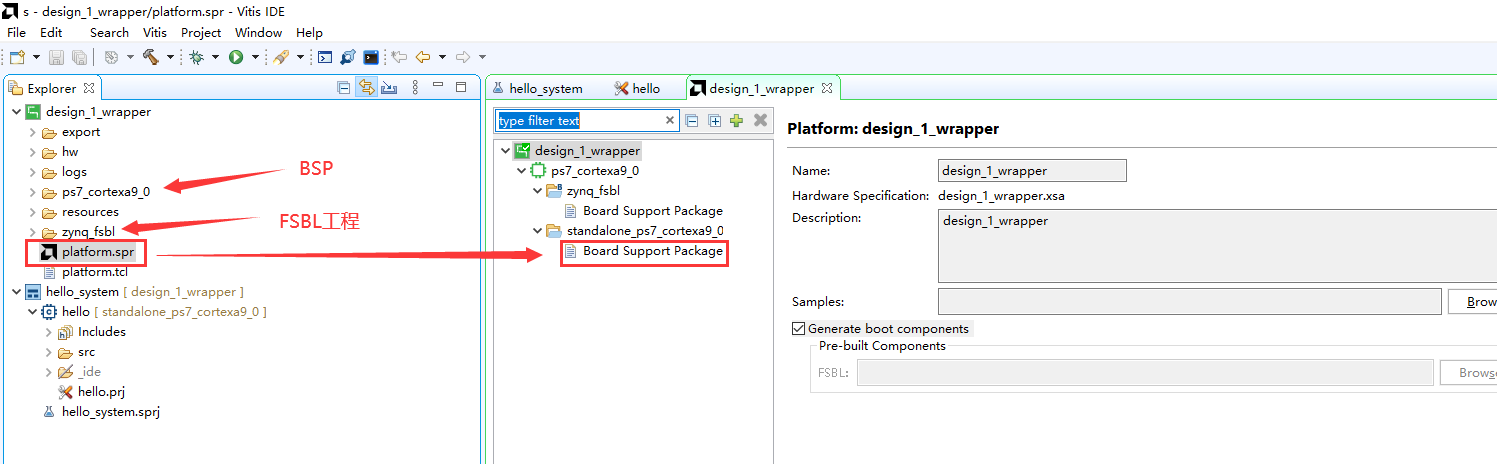 s - design_1_wrapper/platform.spr - Vitis IDE
File Edit Search Vitis Project Window Help
Explorer
design_1_wrapper
export
hw
logs
ps7_cortexa9_0
resources
zynq_fsbl
platform.spr
platform.tcl
hello_system [ design_1_wrapper ]
hello [ standalone_ps7_cortexa9_0 ]
Includes
src
_ide
hello.prj
hello_system.sprj
BSP
FSBL工程
hello_system hello design_1_wrapper
type filter text
design_1_wrapper
ps7_cortexa9_0
zynq_fsbl
Board Support Package
standalone_ps7_cortexa9_0
Board Support Package
Platform: design_1_wrapper
Name: design_1_wrapper
Hardware Specification: design_1_wrapper.xsa
Description: design_1_wrapper
Samples: Brow
Generate boot components
Pre-built Components
FSBL: Brows